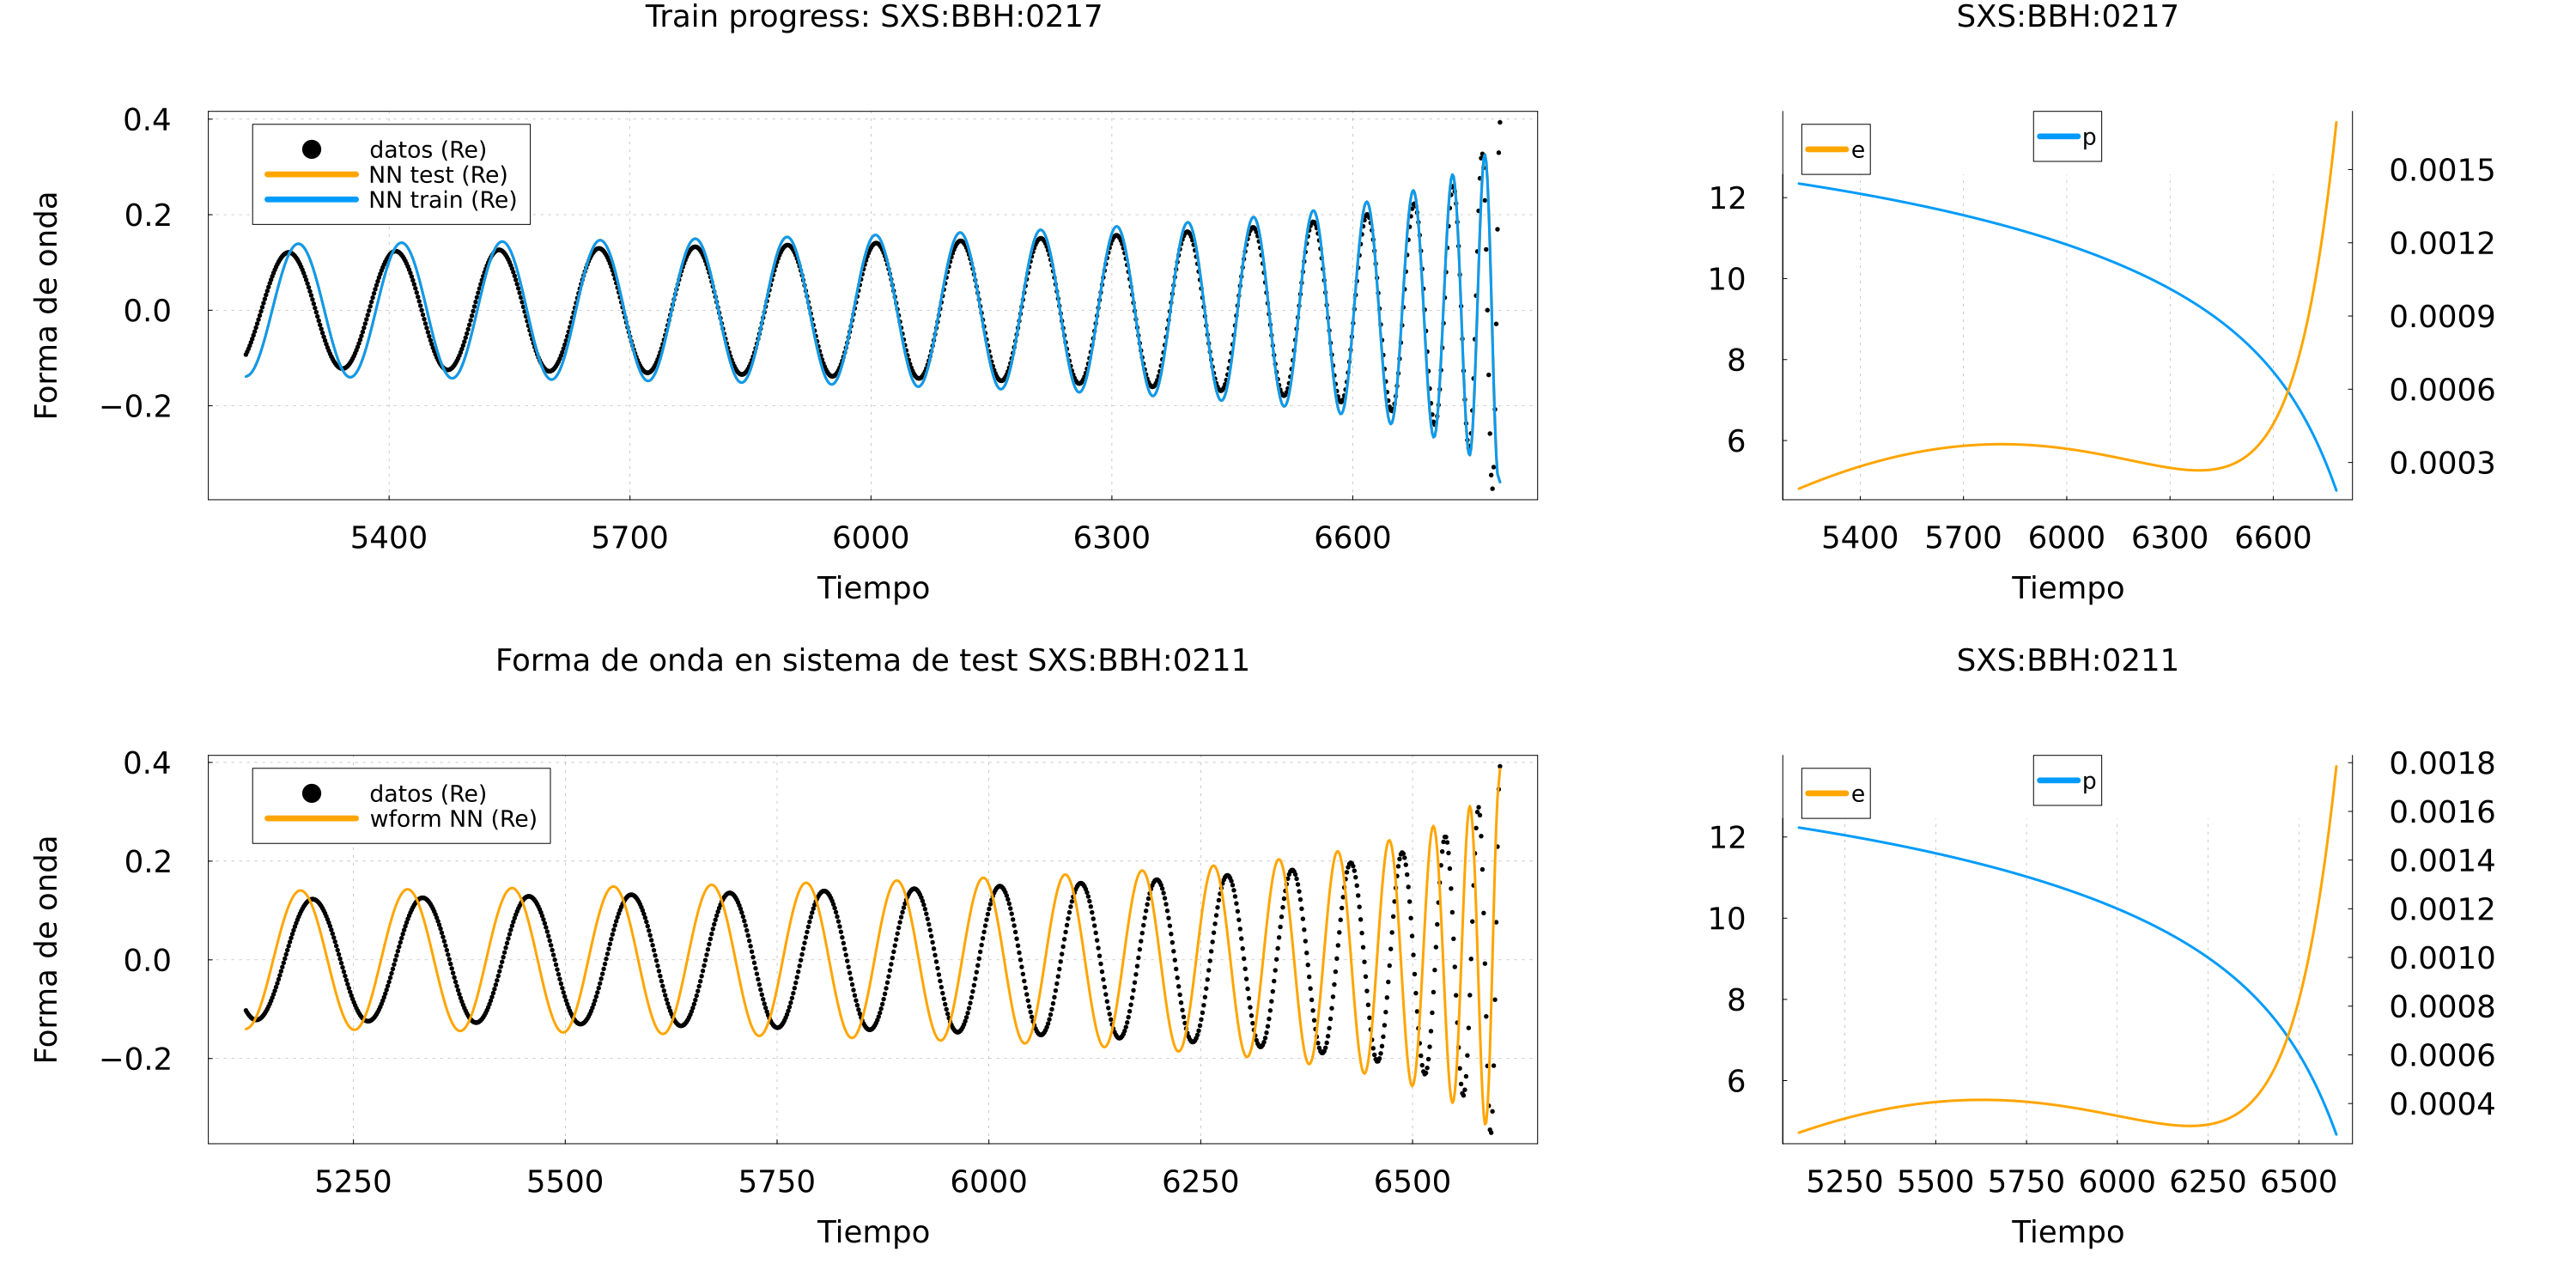 Train progress: SXS:BBH:0217
0.4
0.2
0.0
−0.2
Forma de onda
datos (Re)
NN test (Re)
NN train (Re)
5400 5700 6000 6300 6600
Tiempo
SXS:BBH:0217
e
p
12
10
8
6
0.0015
0.0012
0.0009
0.0006
0.0003
5400 5700 6000 6300 6600
Tiempo
Forma de onda en sistema de test SXS:BBH:0211
0.4
0.2
0.0
−0.2
Forma de onda
datos (Re)
wform NN (Re)
5250 5500 5750 6000 6250 6500
Tiempo
SXS:BBH:0211
e
p
12
10
8
6
0.0018
0.0016
0.0014
0.0012
0.0010
0.0008
0.0006
0.0004
5250 5500 5750 6000 6250 6500
Tiempo